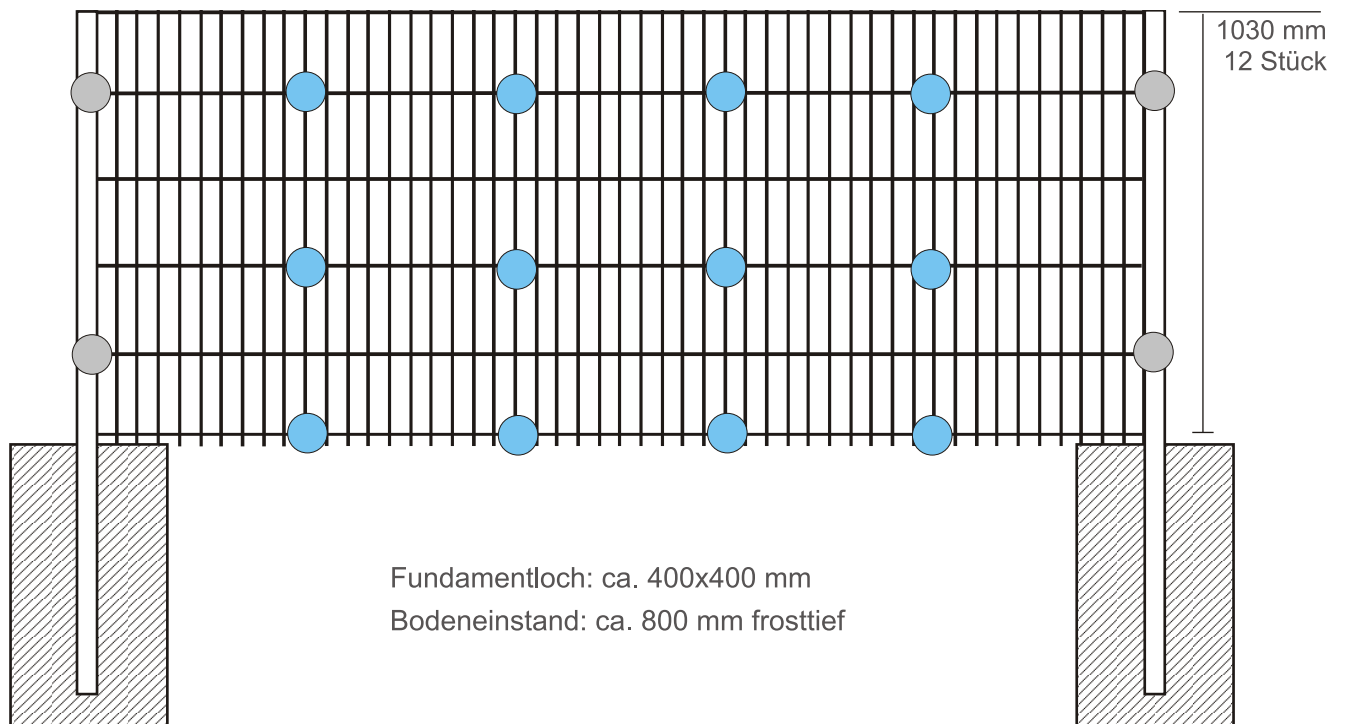 1030 mm
12 Stück
Fundamentloch: ca. 400x400 mm
Bodeneinstand: ca. 800 mm frosttief